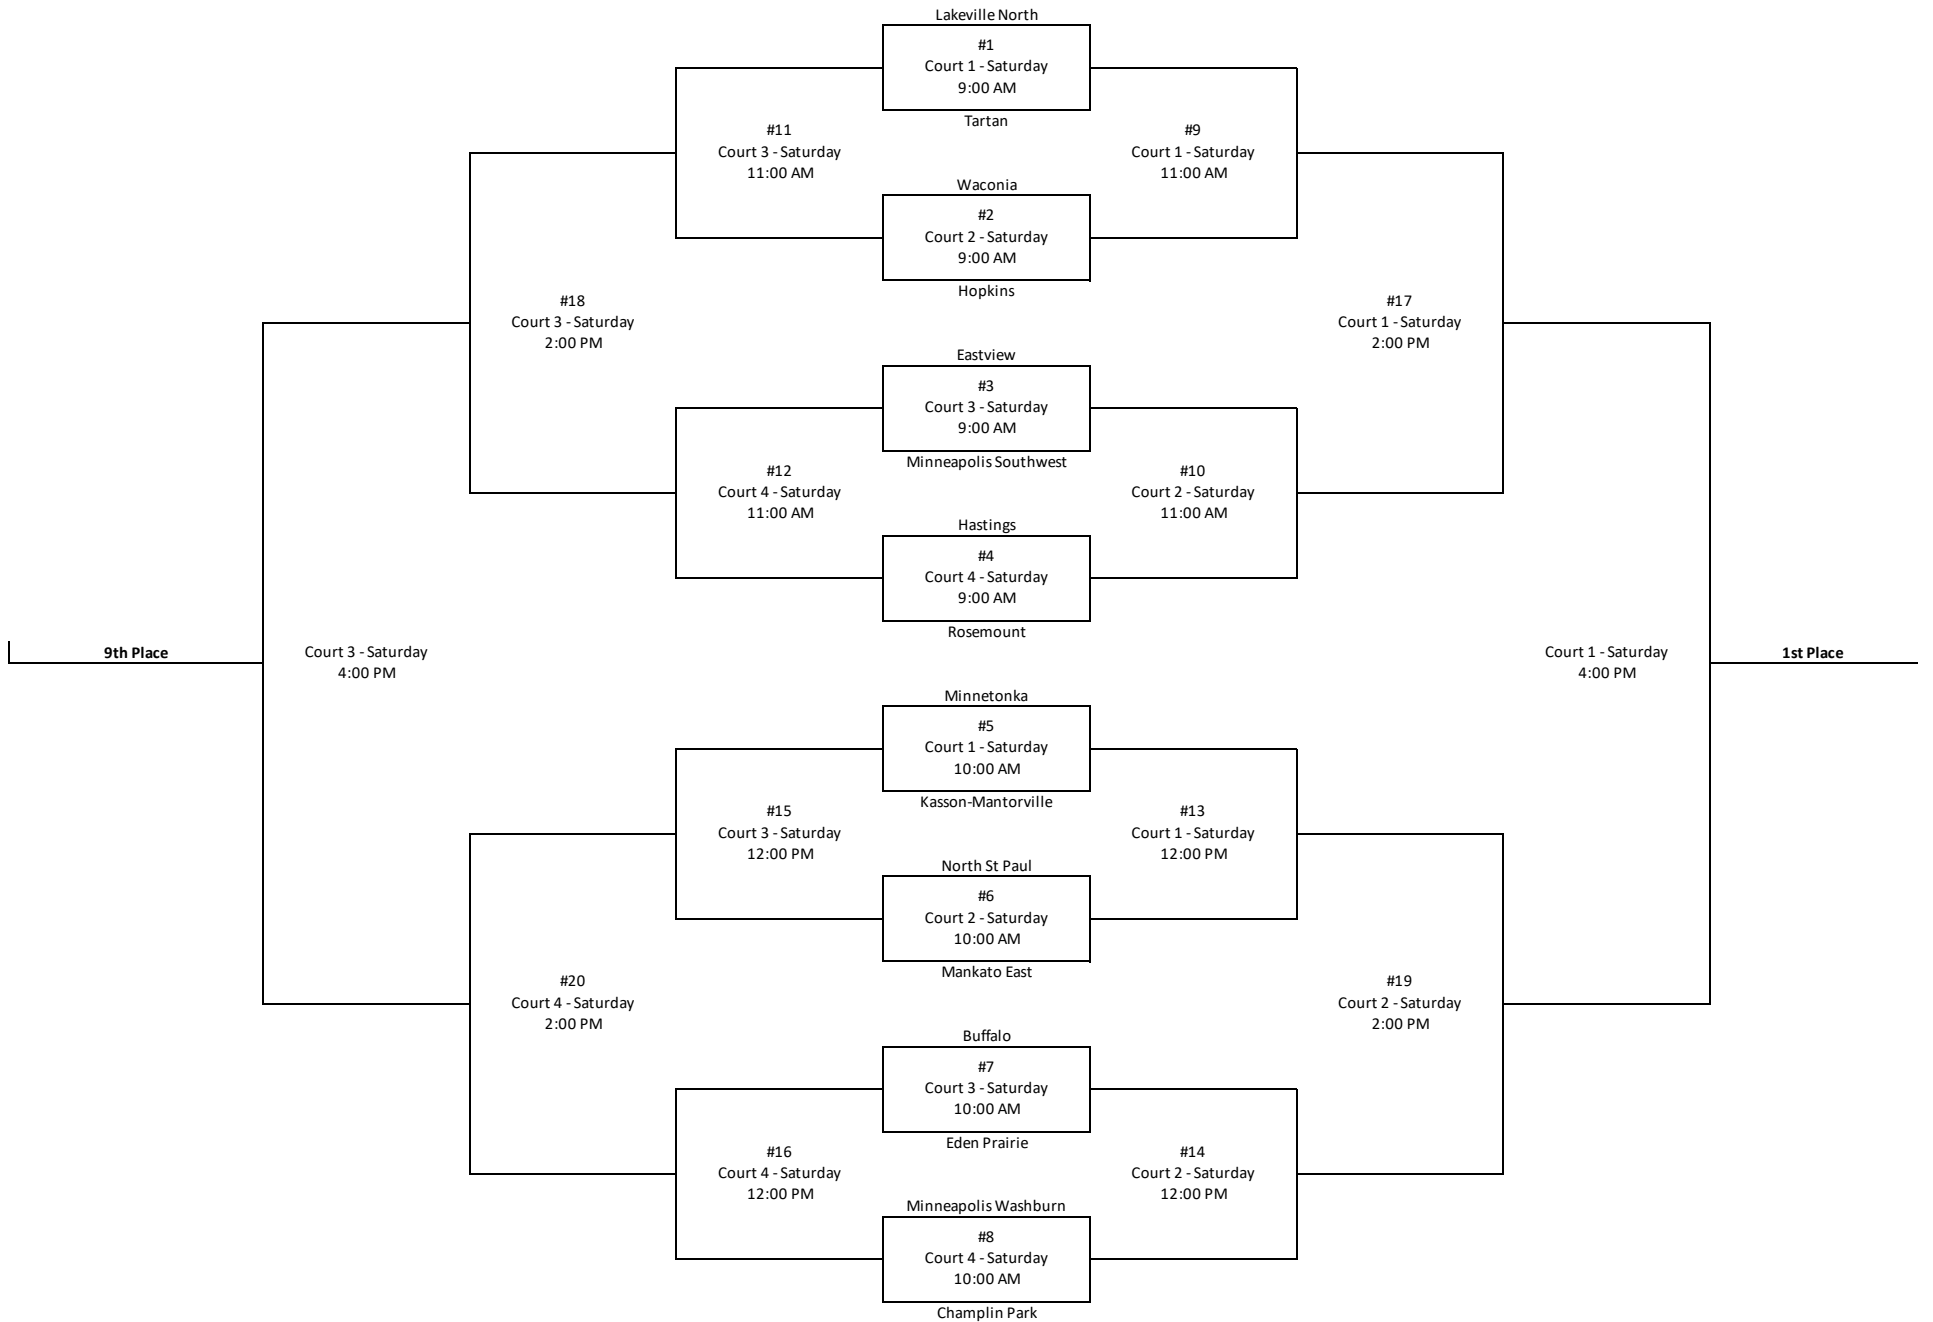 Lakeville North
#1
Court 1 - Saturday
9:00 AM
Tartan
#11
Court 3 - Saturday
11:00 AM
#9
Court 1 - Saturday
11:00 AM
Waconia
#2
Court 2 - Saturday
9:00 AM
Hopkins
#18
Court 3 - Saturday
2:00 PM
#17
Court 1 - Saturday
2:00 PM
Eastview
#3
Court 3 - Saturday
9:00 AM
Minneapolis Southwest
#12
Court 4 - Saturday
11:00 AM
#10
Court 2 - Saturday
11:00 AM
Hastings
#4
Court 4 - Saturday
9:00 AM
Rosemount
9th Place
Court 3 - Saturday
4:00 PM
Court 1 - Saturday
4:00 PM
1st Place
Minnetonka
#5
Court 1 - Saturday
10:00 AM
Kasson-Mantorville
#15
Court 3 - Saturday
12:00 PM
#13
Court 1 - Saturday
12:00 PM
North St Paul
#6
Court 2 - Saturday
10:00 AM
Mankato East
#20
Court 4 - Saturday
2:00 PM
#19
Court 2 - Saturday
2:00 PM
Buffalo
#7
Court 3 - Saturday
10:00 AM
Eden Prairie
#16
Court 4 - Saturday
12:00 PM
#14
Court 2 - Saturday
12:00 PM
Minneapolis Washburn
#8
Court 4 - Saturday
10:00 AM
Champlin Park